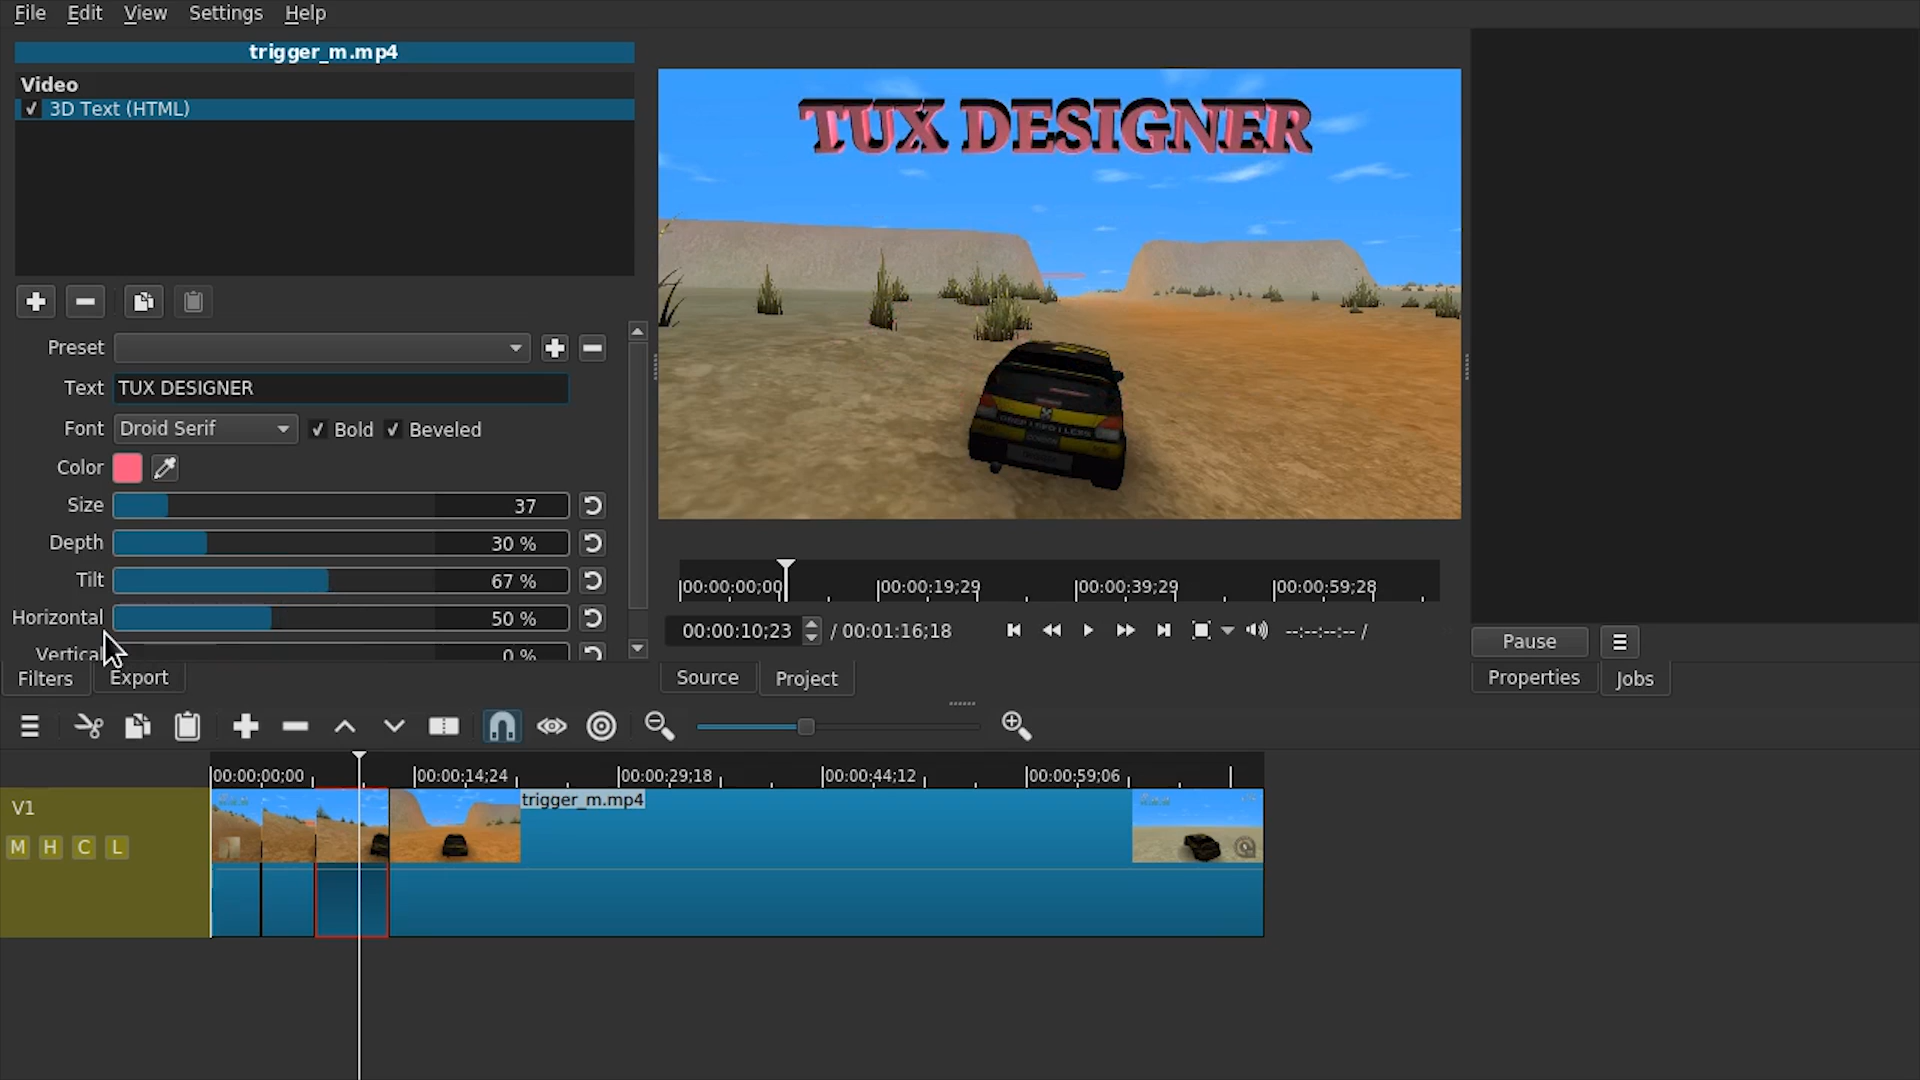 File Edit View Settings Help
trigger_m.mp4
Video
3D Text (HTML)
TUX DESIGNER
Preset
Text TUX DESIGNER
Font Droid Serif Bold Beveled
Color
Size 37
Depth 30 %
Tilt 67 %
Horizontal 50 %
Vertical 0 %
Filters Export
00:00:00;00 00:00:19;29 00:00:39;29 00:00:59;28
00:00:10;23 / 00:01:16;18 --:--:--:-- /
Source Project
Pause
Properties Jobs
00:00:00;00 00:00:14;24 00:00:29;18 00:00:44;12 00:00:59;06
V1
trigger_m.mp4
M H C L